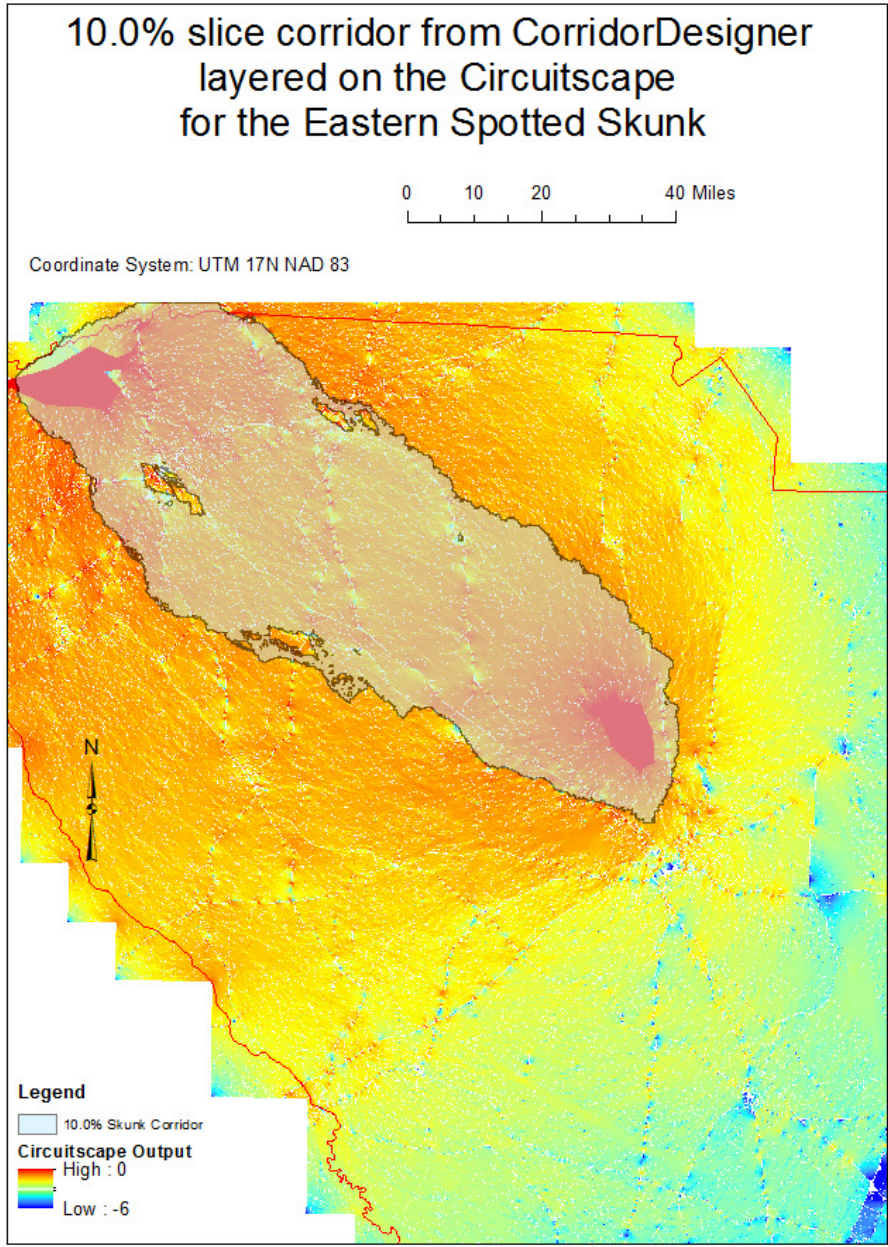 10.0% slice corridor from CorridorDesigner
layered on the Circuitscape
for the Eastern Spotted Skunk
0 10 20 40 Miles
Coordinate System: UTM 17N NAD 83
N
Legend
10.0% Skunk Corridor
Circuitscape Output
High : 0
Low : -6